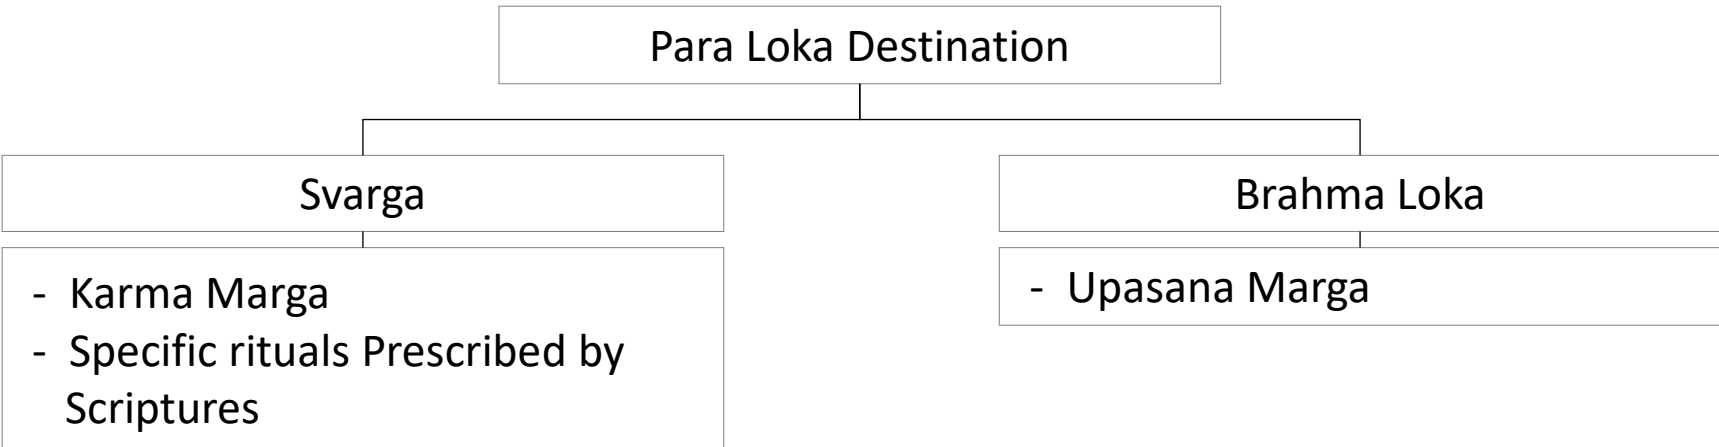 Para Loka Destination
Svarga
Brahma Loka
- Karma Marga
- Specific rituals Prescribed by
Scriptures
- Upasana Marga